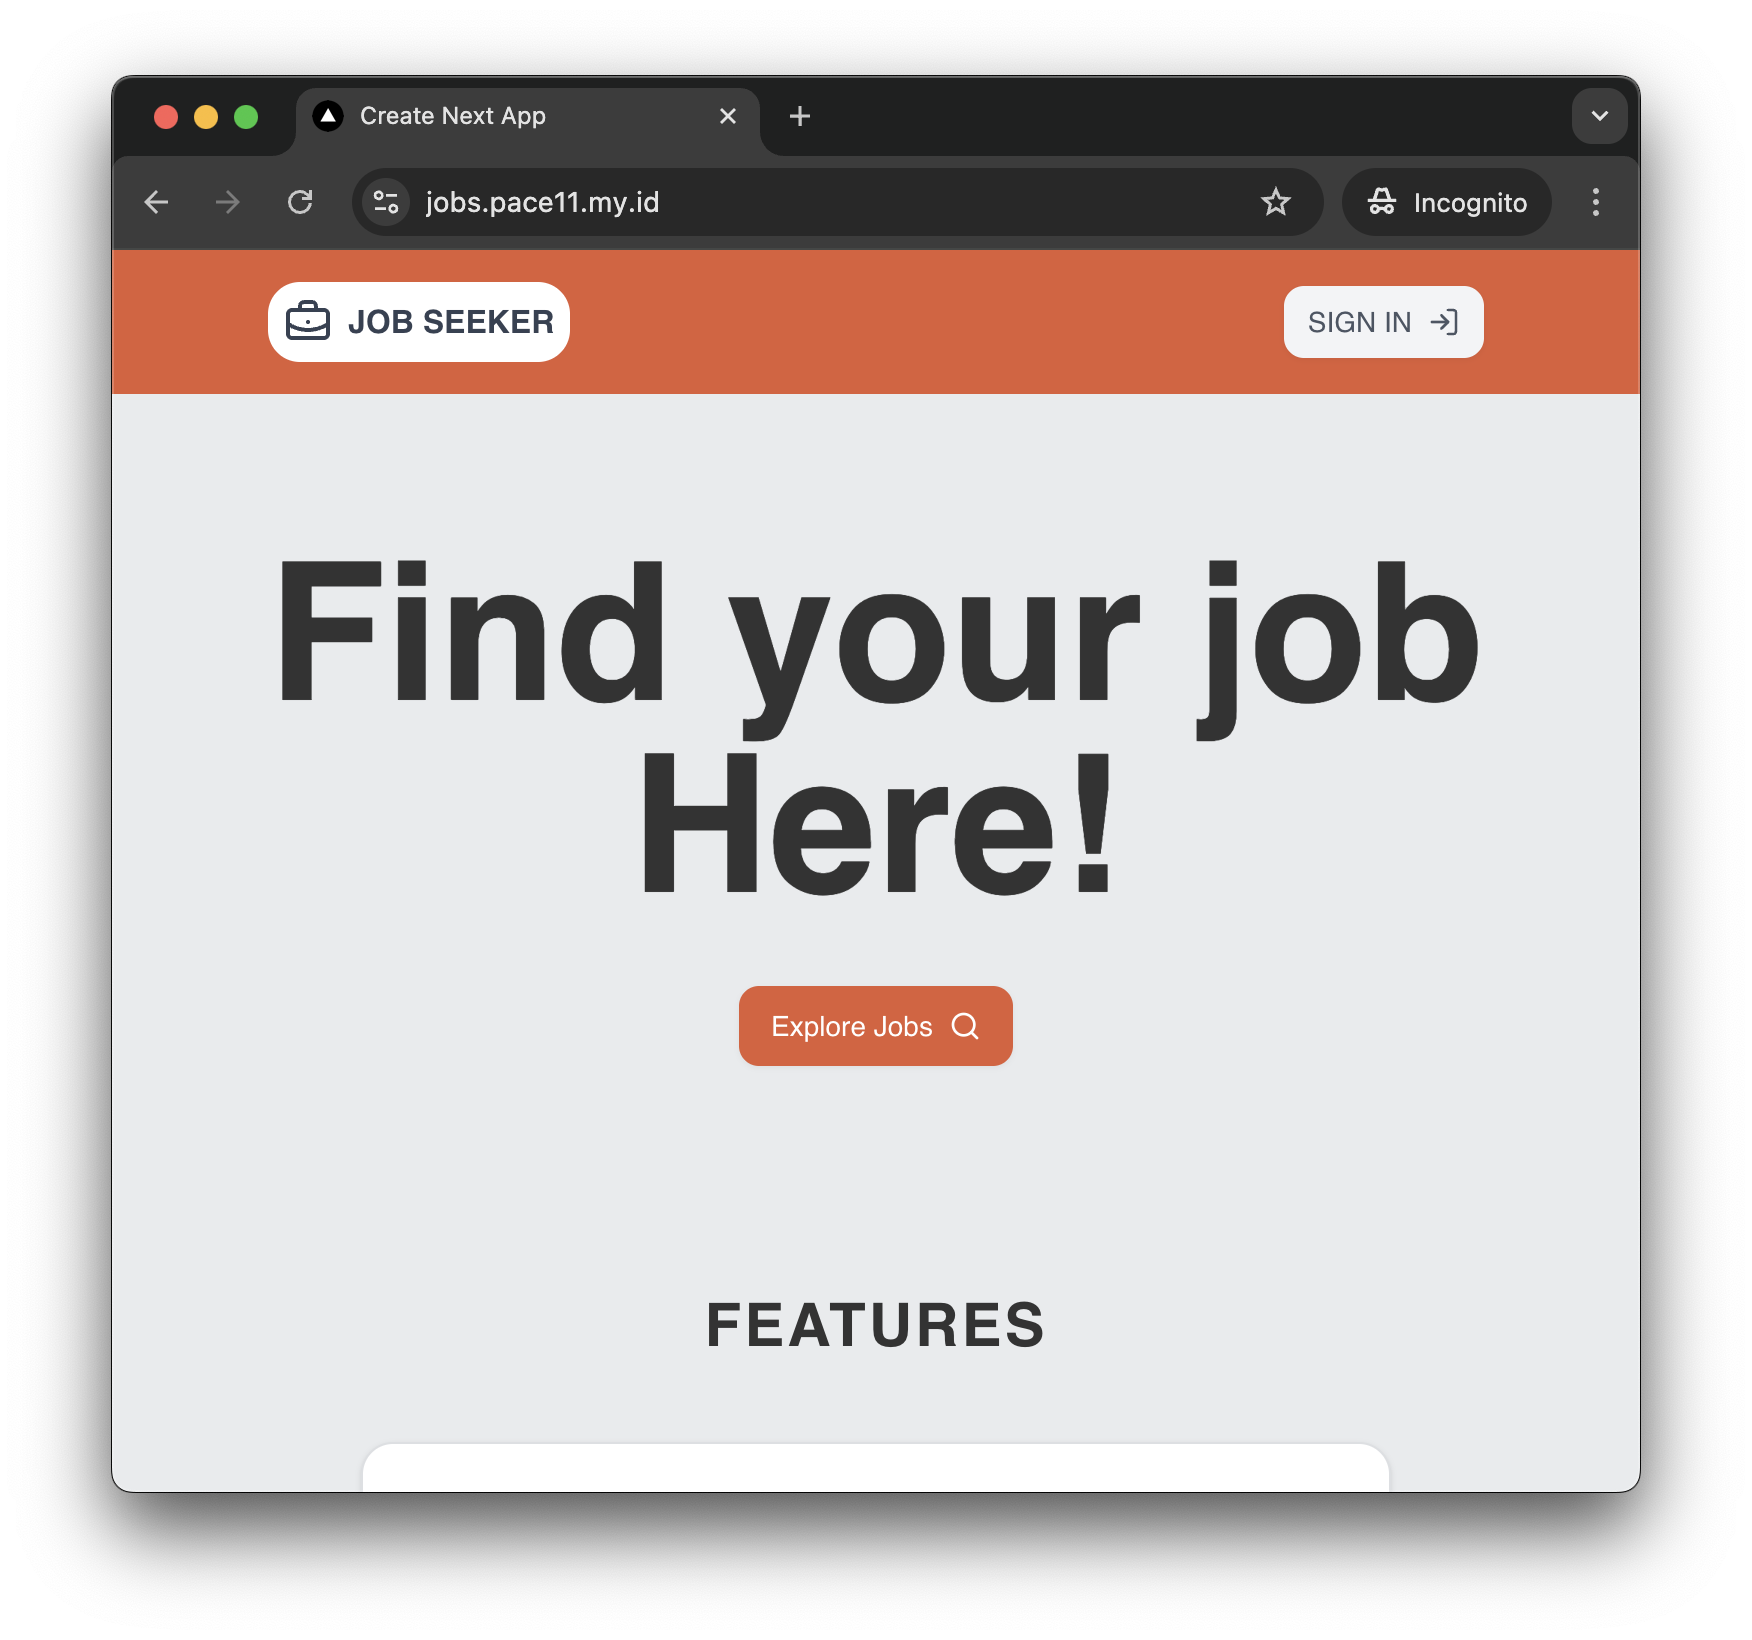 Create Next App
jobs.pace11.my.id
Incognito
JOB SEEKER
SIGN IN
Find your job
Here!
Explore Jobs
FEATURES